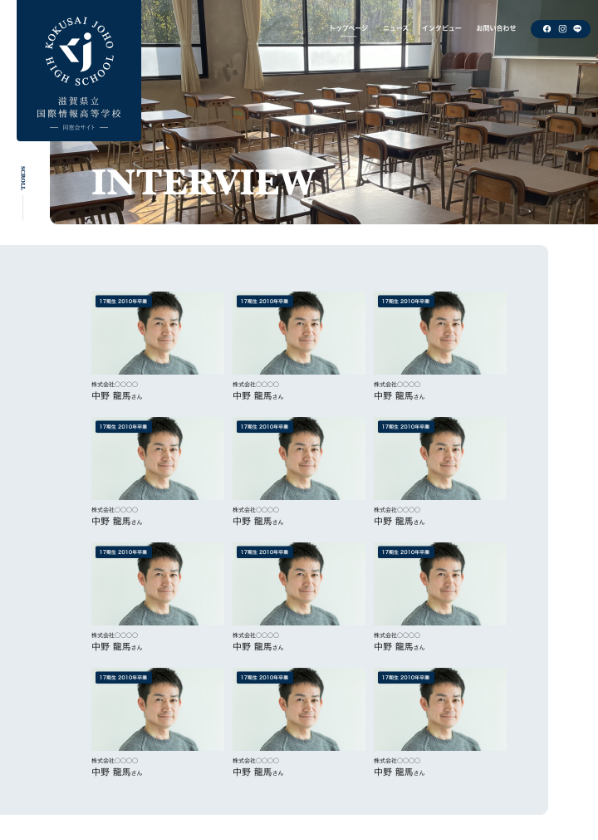 KOKUSAI JOHO
HIGH SCHOOL
滋賀県立
国際情報高等学校
同窓会サイト
トップページ
ニュース
インタビュー
お問い合わせ
SCROLL
INTERVIEW
17期生 2010年卒業
17期生 2010年卒業
17期生 2010年卒業
株式会社〇〇〇〇
株式会社〇〇〇〇
株式会社〇〇〇〇
中野 龍馬さん
中野 龍馬さん
中野 龍馬さん
17期生 2010年卒業
17期生 2010年卒業
17期生 2010年卒業
株式会社〇〇〇〇
株式会社〇〇〇〇
株式会社〇〇〇〇
中野 龍馬さん
中野 龍馬さん
中野 龍馬さん
17期生 2010年卒業
17期生 2010年卒業
17期生 2010年卒業
株式会社〇〇〇〇
株式会社〇〇〇〇
株式会社〇〇〇〇
中野 龍馬さん
中野 龍馬さん
中野 龍馬さん
17期生 2010年卒業
17期生 2010年卒業
17期生 2010年卒業
株式会社〇〇〇〇
株式会社〇〇〇〇
株式会社〇〇〇〇
中野 龍馬さん
中野 龍馬さん
中野 龍馬さん